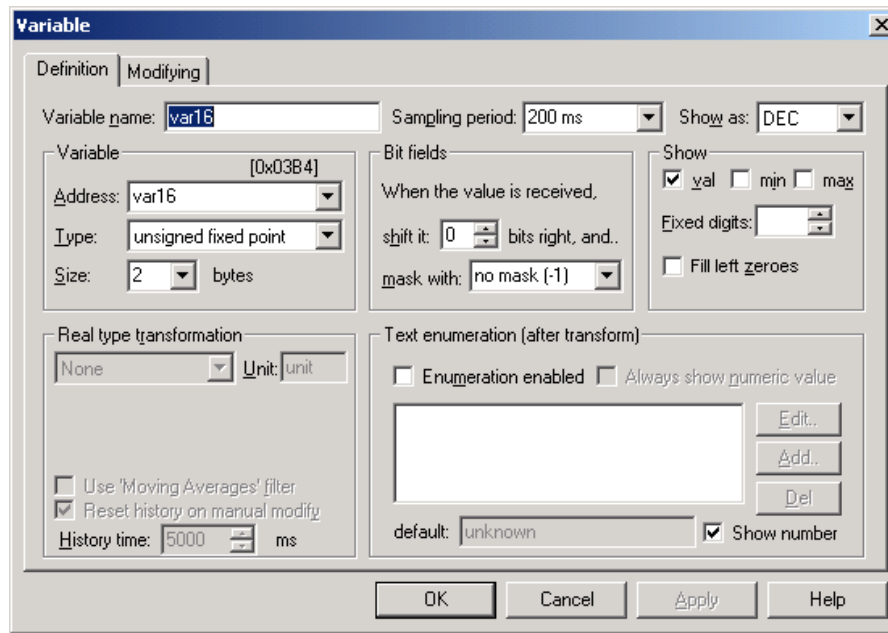 Variable
Definition Modifying
Variable name: var16 Sampling period: 200 ms Show as: DEC
Variable Bit fields Show
[0x03B4]
Address: var16
When the value is received,
val min max
Type: unsigned fixed point
shift it: 0 bits right, and..
Fixed digits:
Size: 2 bytes
mask with: no mask (-1)
Fill left zeroes
Real type transformation Text enumeration (after transform)
None Unit: unit
Enumeration enabled Always show numeric value
Edit..
Add..
Del
Use 'Moving Averages' filter
Reset history on manual modify
History time: 5000 ms
default: unknown Show number
OK Cancel Apply Help